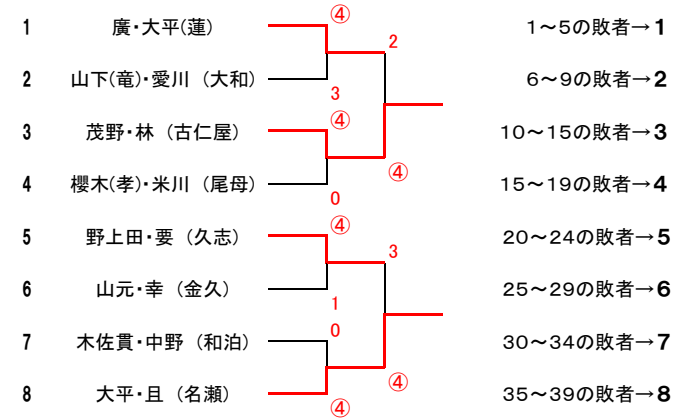 ④
1 廣・大平(蓮) 1～5の敗者→1
2
2 山下(竜)・愛川 (大和) 6～9の敗者→2
3
④
3 茂野・林 (古仁屋) 10～15の敗者→3
④
4 櫻木(孝)・米川 (尾母) 15～19の敗者→4
0
④
5 野上田・要 (久志) 20～24の敗者→5
3
6 山元・幸 (金久) 25～29の敗者→6
1
0
7 木佐貫・中野 (和泊) 30～34の敗者→7
④
8 大平・且 (名瀬) 35～39の敗者→8
④